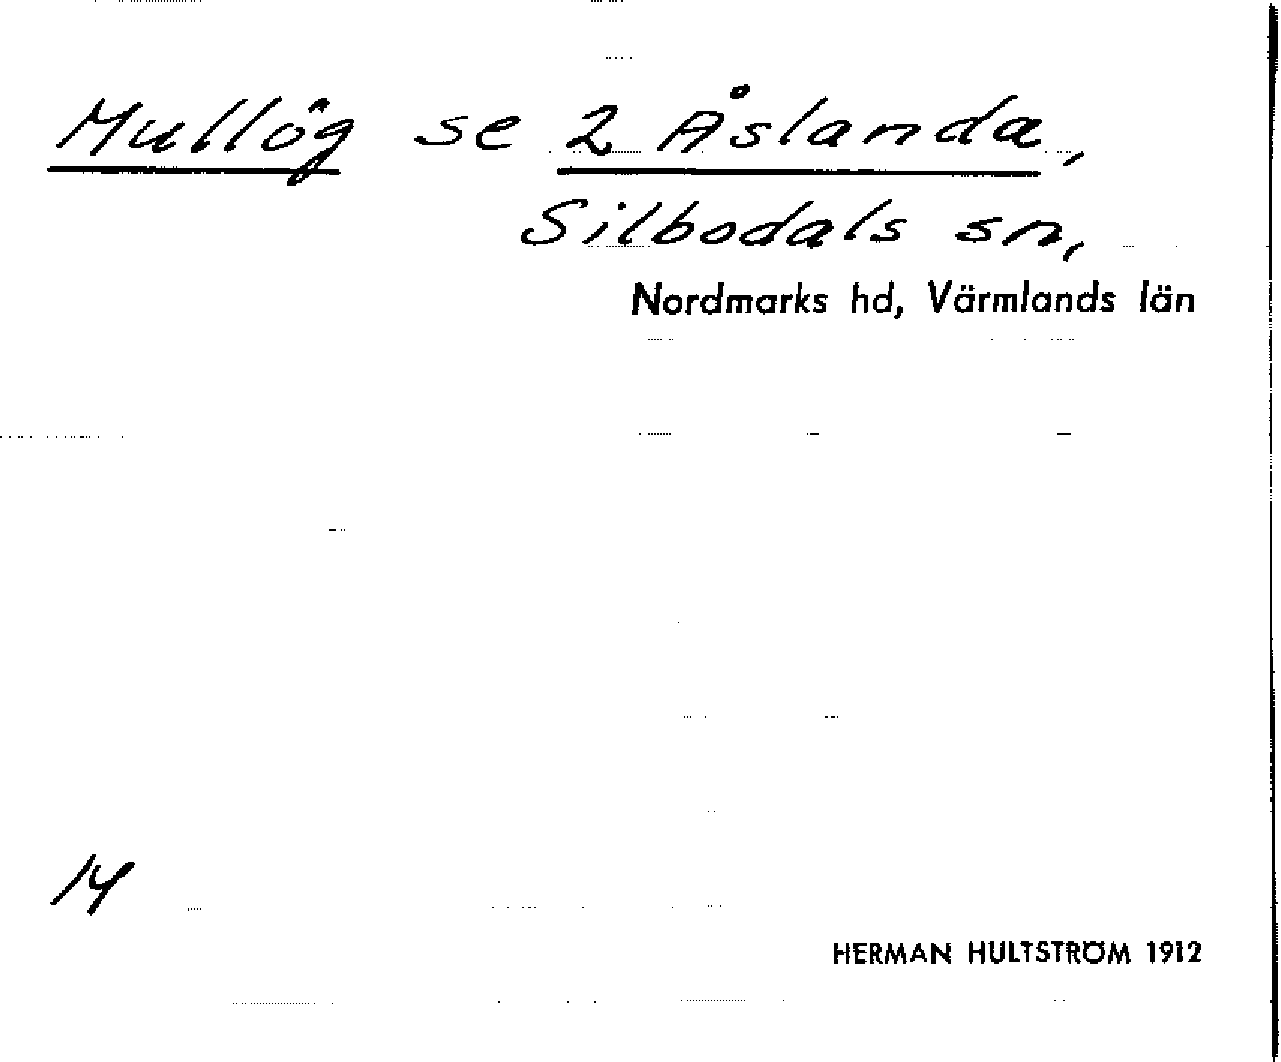 Mullög se 2 Åslanda,
Silbodals sn,
Nordmarks hd, Värmlands län
14
HERMAN HULTSTRÖM 1912